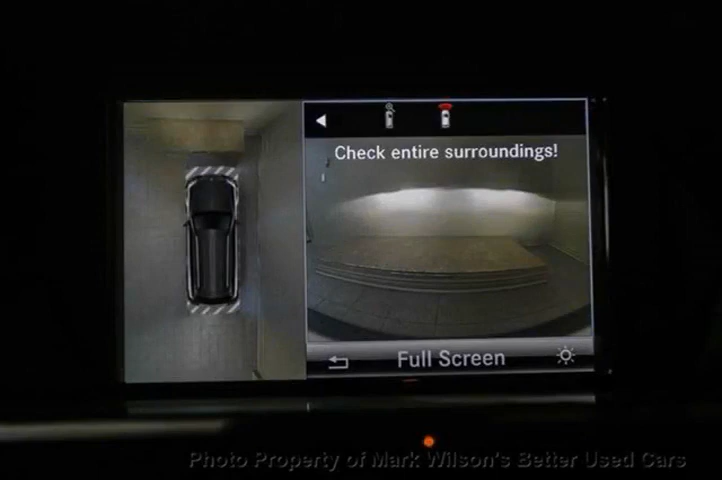 Check entire surroundings!
Full Screen
Photo Property of Mark Wilson's Better Used Cars